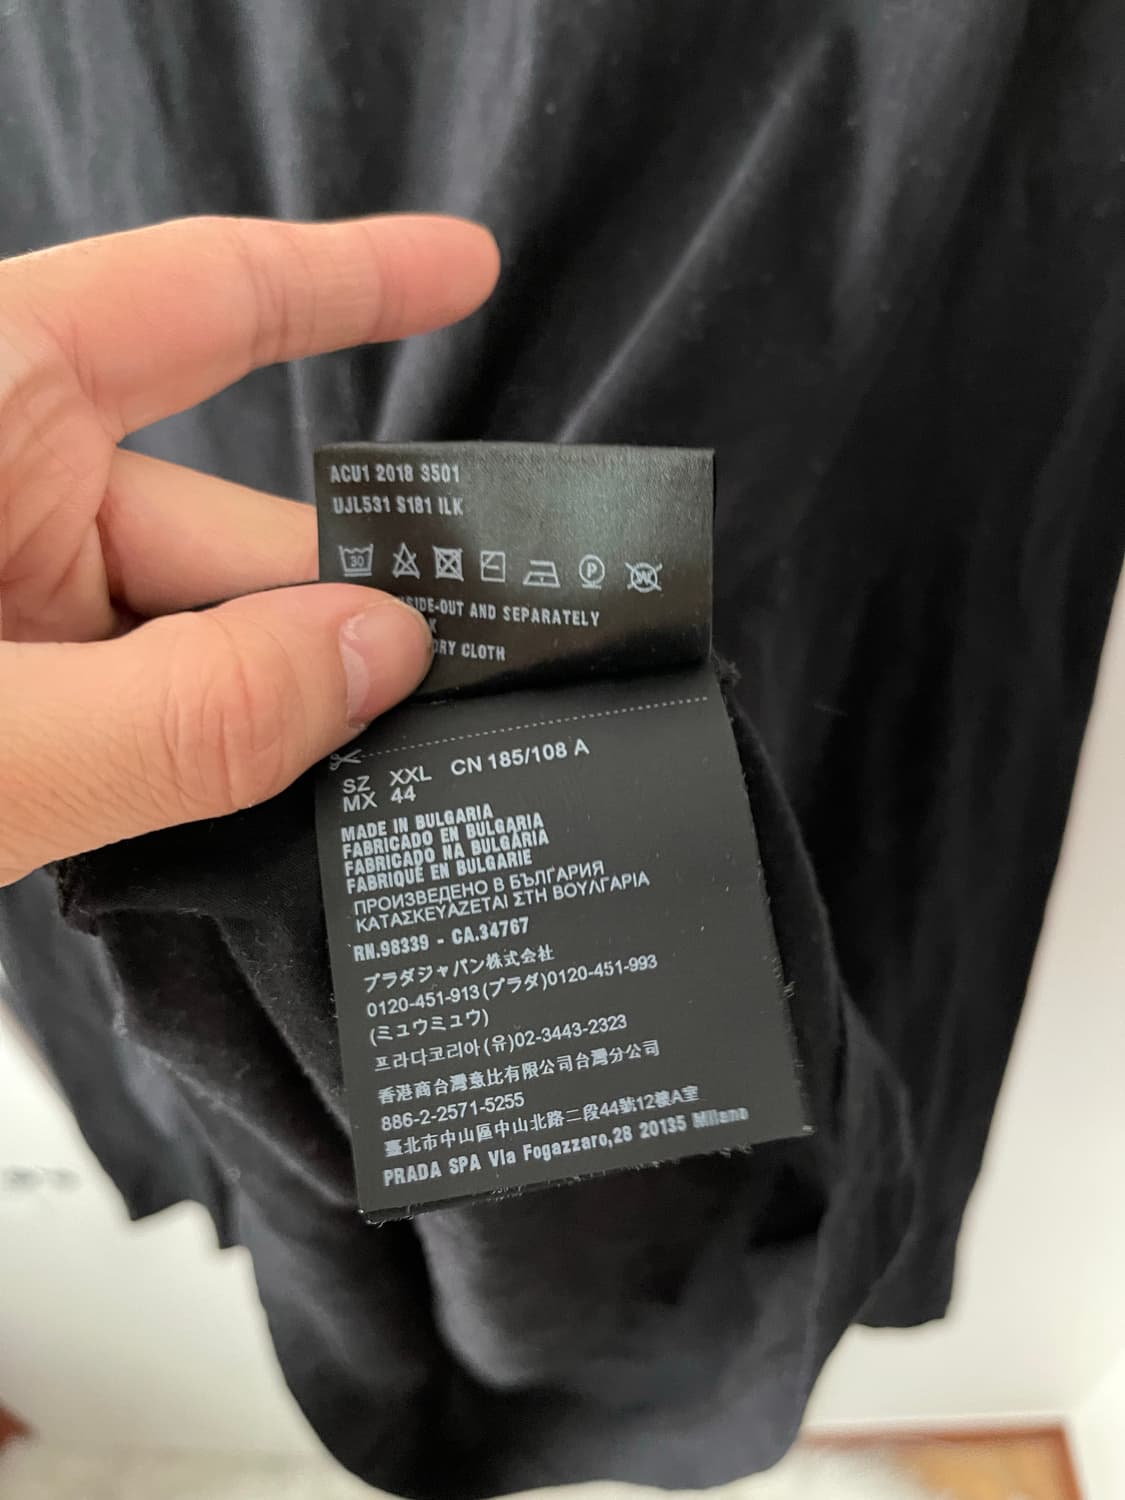 ACU1 2018 3501
UJL531 S181 ILK
30
P
W
AND SEPARATELY
DRY CLOTH
SZ XXL CN 185/108 A
MX 44
MADE IN BULGARIA
FABRICADO EN BULGARIA
FABRICADO NA BULGÁRIA
FABRIQUÉ EN BULGARIE
ПРОИЗВЕДЕНО В БЪЛГАРИЯ
ΚΑΤΑΣΚΕΥΑΖΕΤΑΙ ΣΤΗ ΒΟΥΛΓΑΡΙΑ
RN.98339 - CA.34767
プラダジャパン株式会社
0120-451-913(プラダ)0120-451-993
(ミュウミュウ)
프라다코리아(유)02-3443-2323
香港商台灣意比有限公司台灣分公司
886-2-2571-5255
臺北市中山區中山北路二段44號12樓A室
PRADA SPA Via Fogazzaro,28 20135 Milano